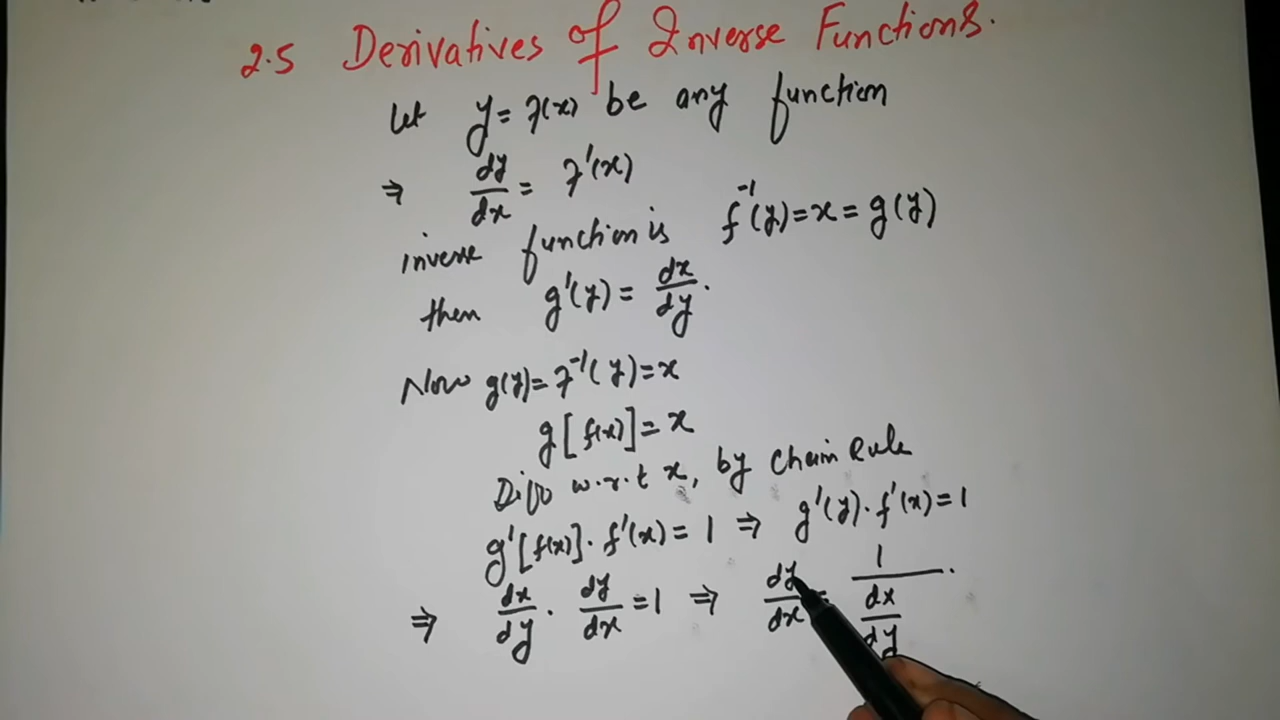 2.5 Derivatives of Inverse Functions.
Let y = f(x) be any function
⇒ dy/dx = f'(x)
inverse function is f⁻¹(y) = x = g(y)
then g'(y) = dx/dy.
Now g(y) = f⁻¹(y) = x
g[f(x)] = x
Diff w.r.t x, by Chain Rule
g'[f(x)]. f'(x) = 1 ⇒ g'(y). f'(x) = 1
⇒ dx/dy . dy/dx = 1 ⇒ dy/dx = 1/(dx/dy).